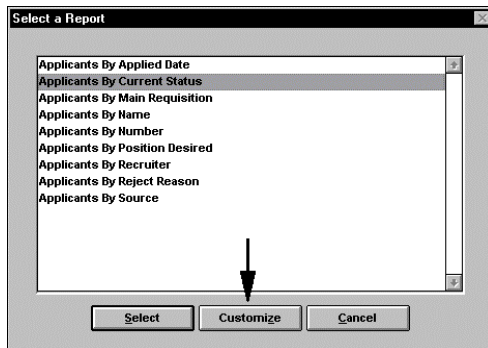 Select a Report
Applicants By Applied Date
Applicants By Current Status
Applicants By Main Requisition
Applicants By Name
Applicants By Number
Applicants By Position Desired
Applicants By Recruiter
Applicants By Reject Reason
Applicants By Source
Select Customize Cancel